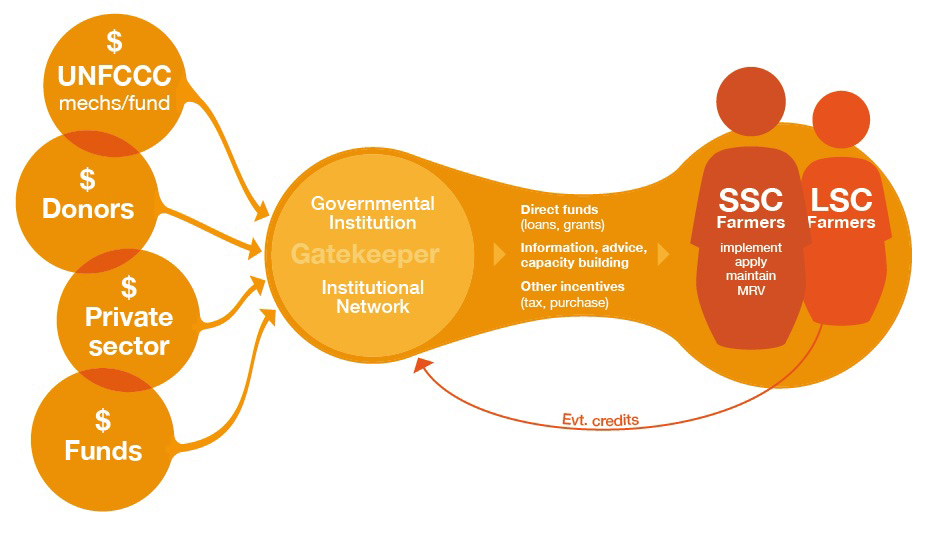 $
UNFCCC
mechs/fund
$
Donors
$
Private
sector
$
Funds
Governmental
Institution
Gatekeeper
Institutional
Network
Direct funds
(loans, grants)
Information, advice,
capacity building
Other incentives
(tax, purchase)
SSC
Farmers
implement
apply
maintain
MRV
LSC
Farmers
Evt. credits